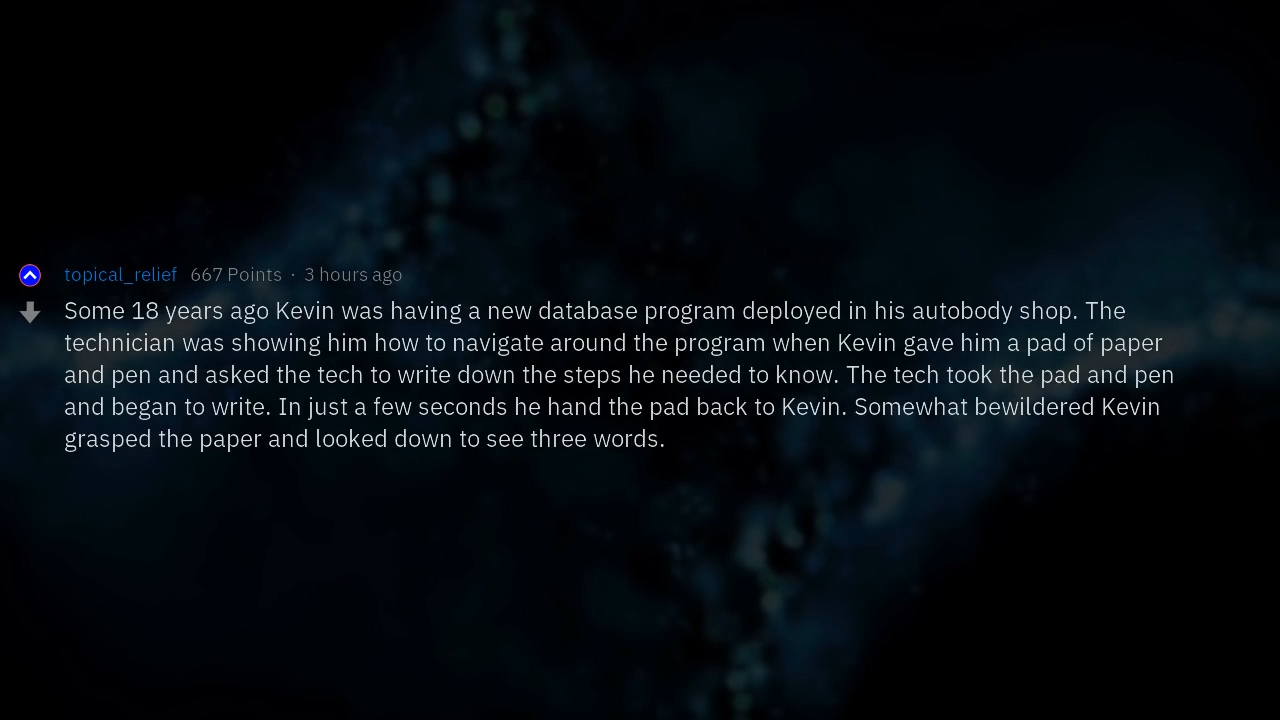 topical_relief 667 Points · 3 hours ago
Some 18 years ago Kevin was having a new database program deployed in his autobody shop. The
technician was showing him how to navigate around the program when Kevin gave him a pad of paper
and pen and asked the tech to write down the steps he needed to know. The tech took the pad and pen
and began to write. In just a few seconds he hand the pad back to Kevin. Somewhat bewildered Kevin
grasped the paper and looked down to see three words.